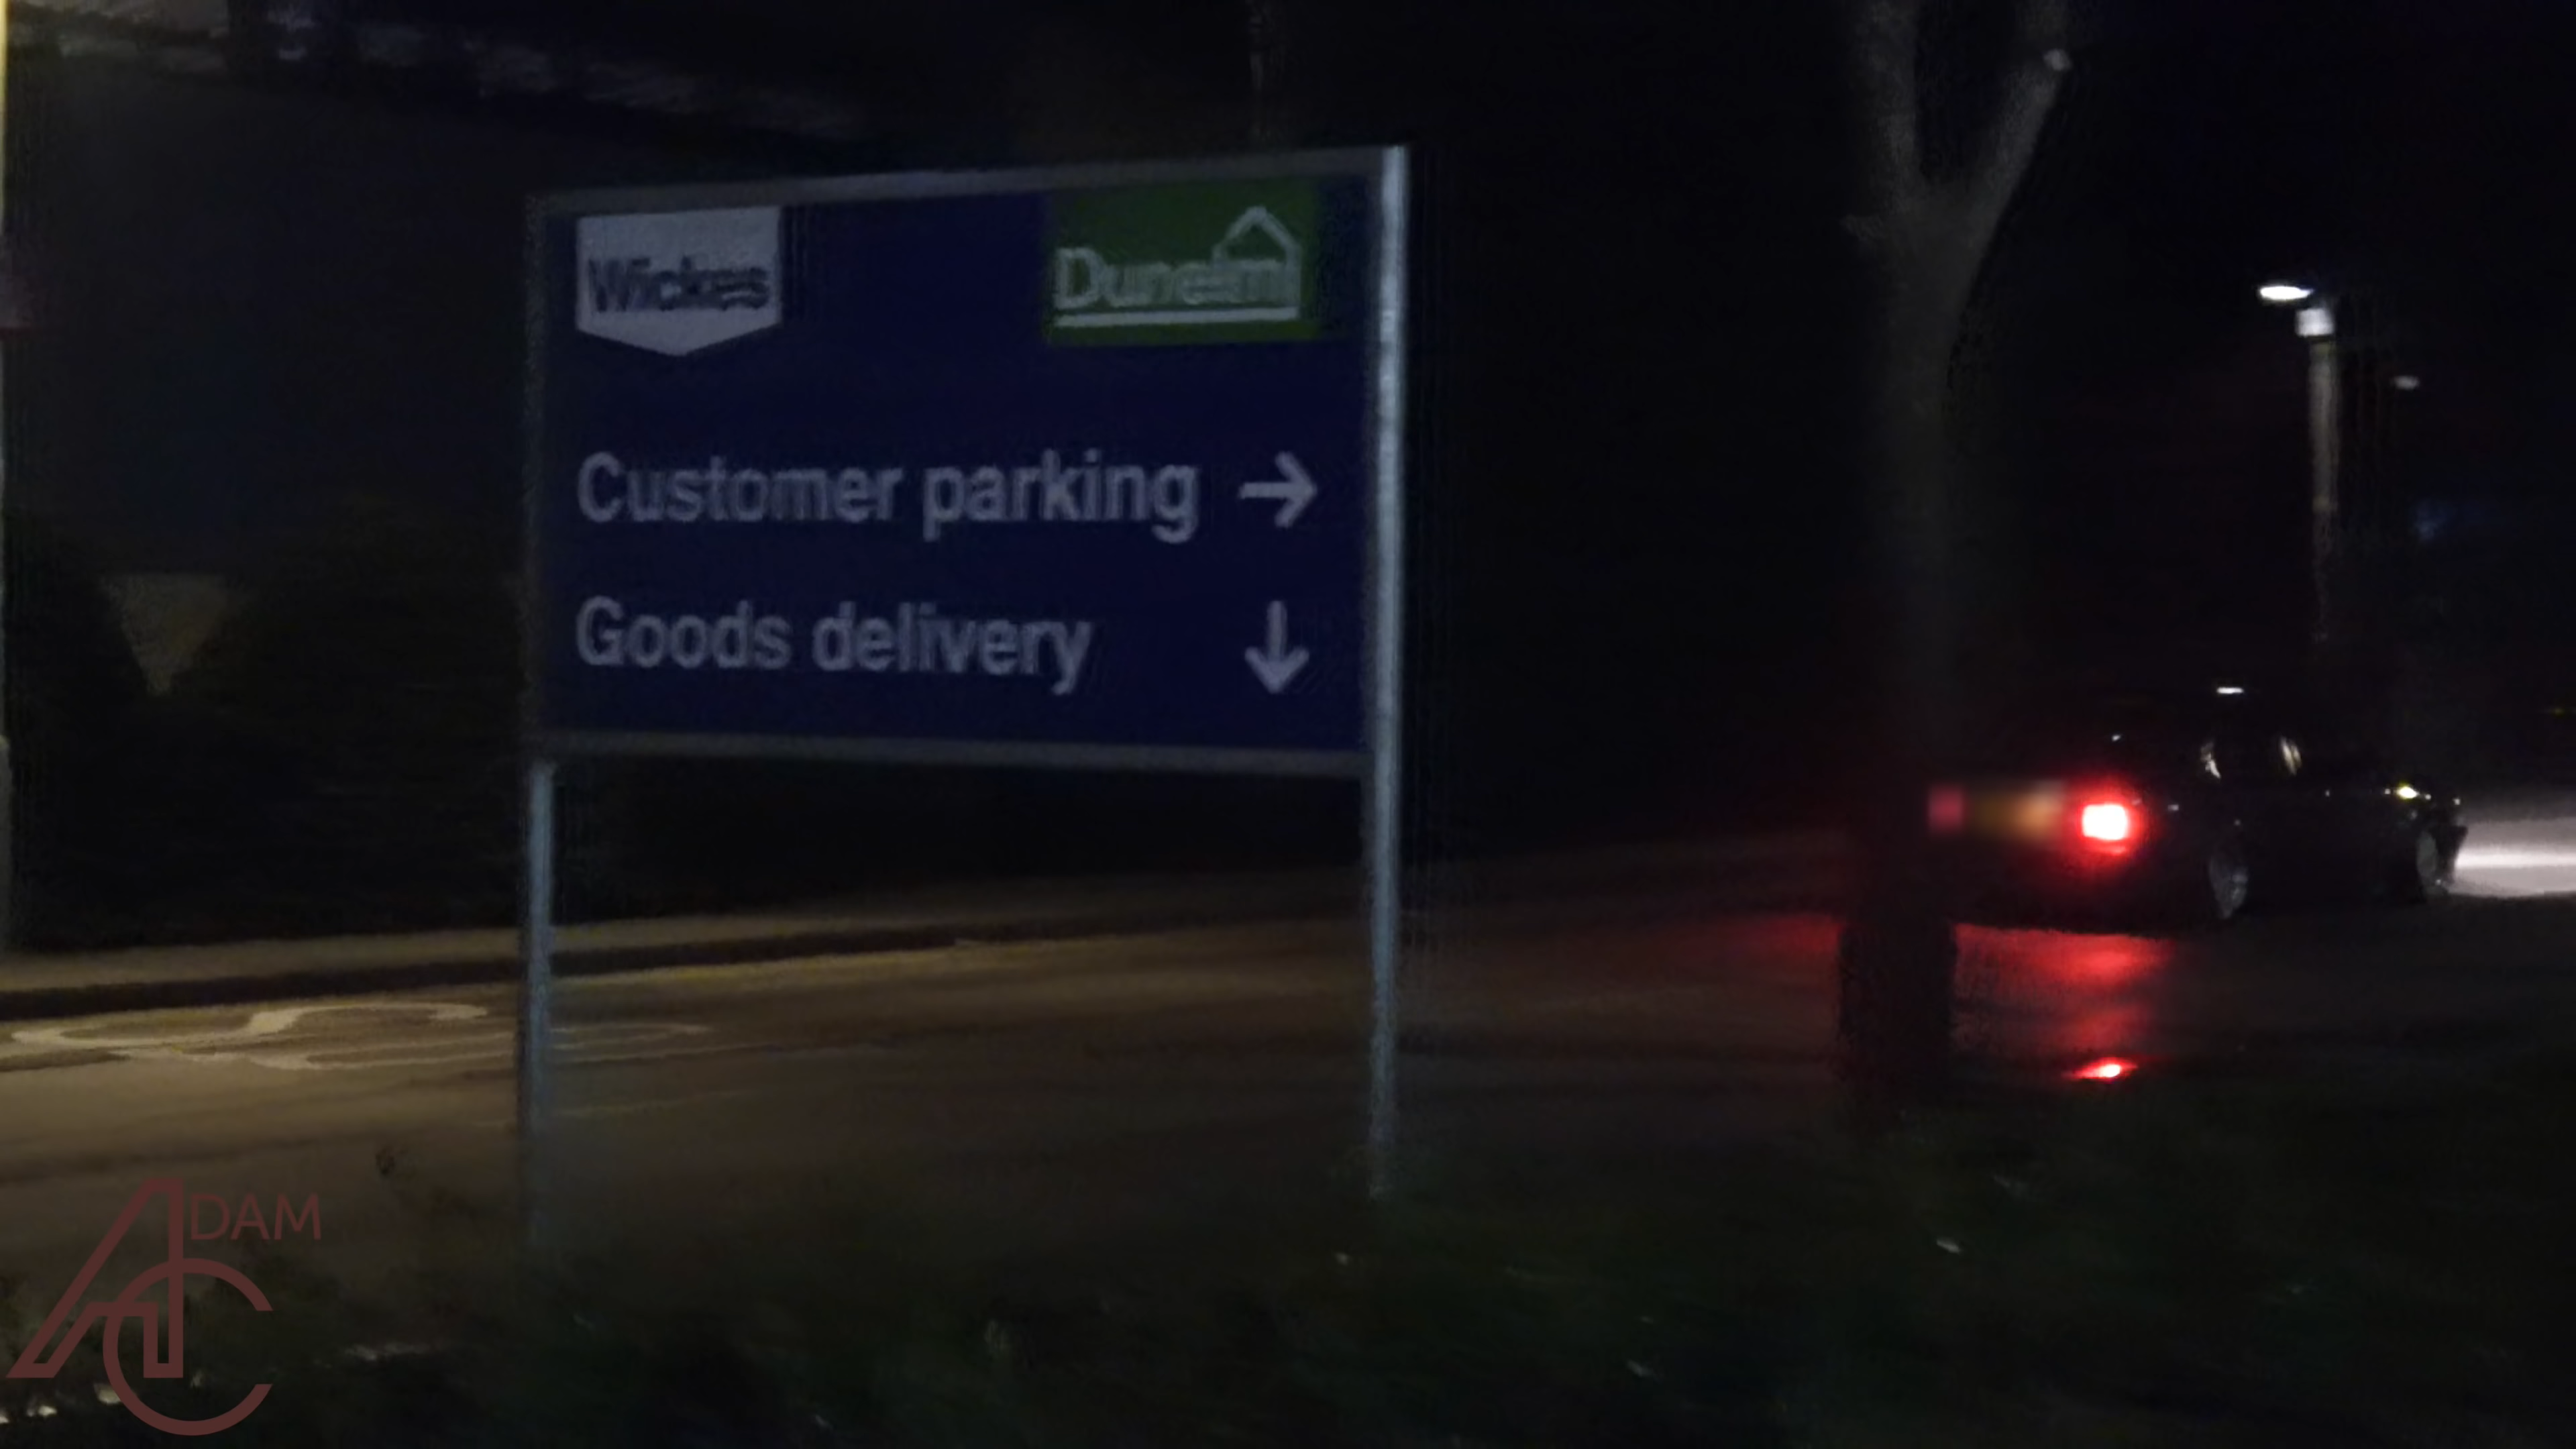 Wickes
Dunelm
Customer parking →
Goods delivery ↓
ADAM
C